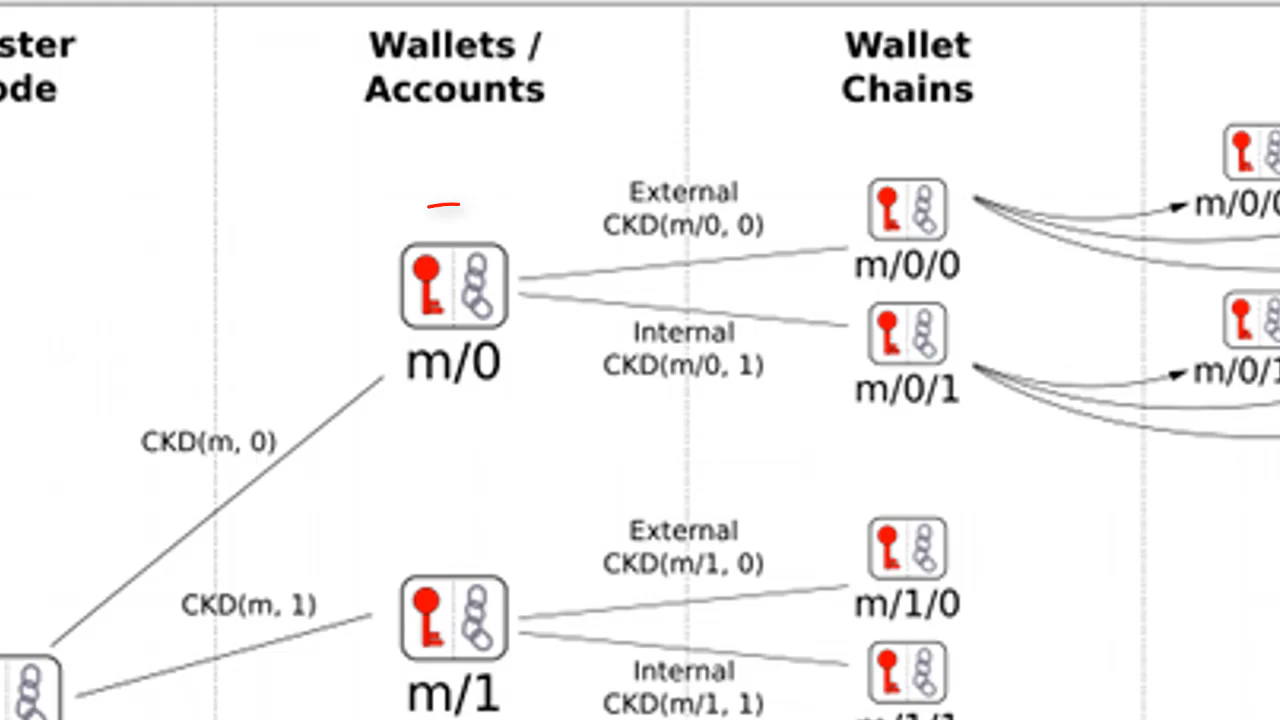 Wallets /
Accounts
Wallet
Chains
External
CKD(m/0, 0)
m/0/0
m/0
Internal
CKD(m/0, 1)
m/0/1
CKD(m, 0)
External
CKD(m/1, 0)
m/1/0
CKD(m, 1)
m/1
Internal
CKD(m/1, 1)